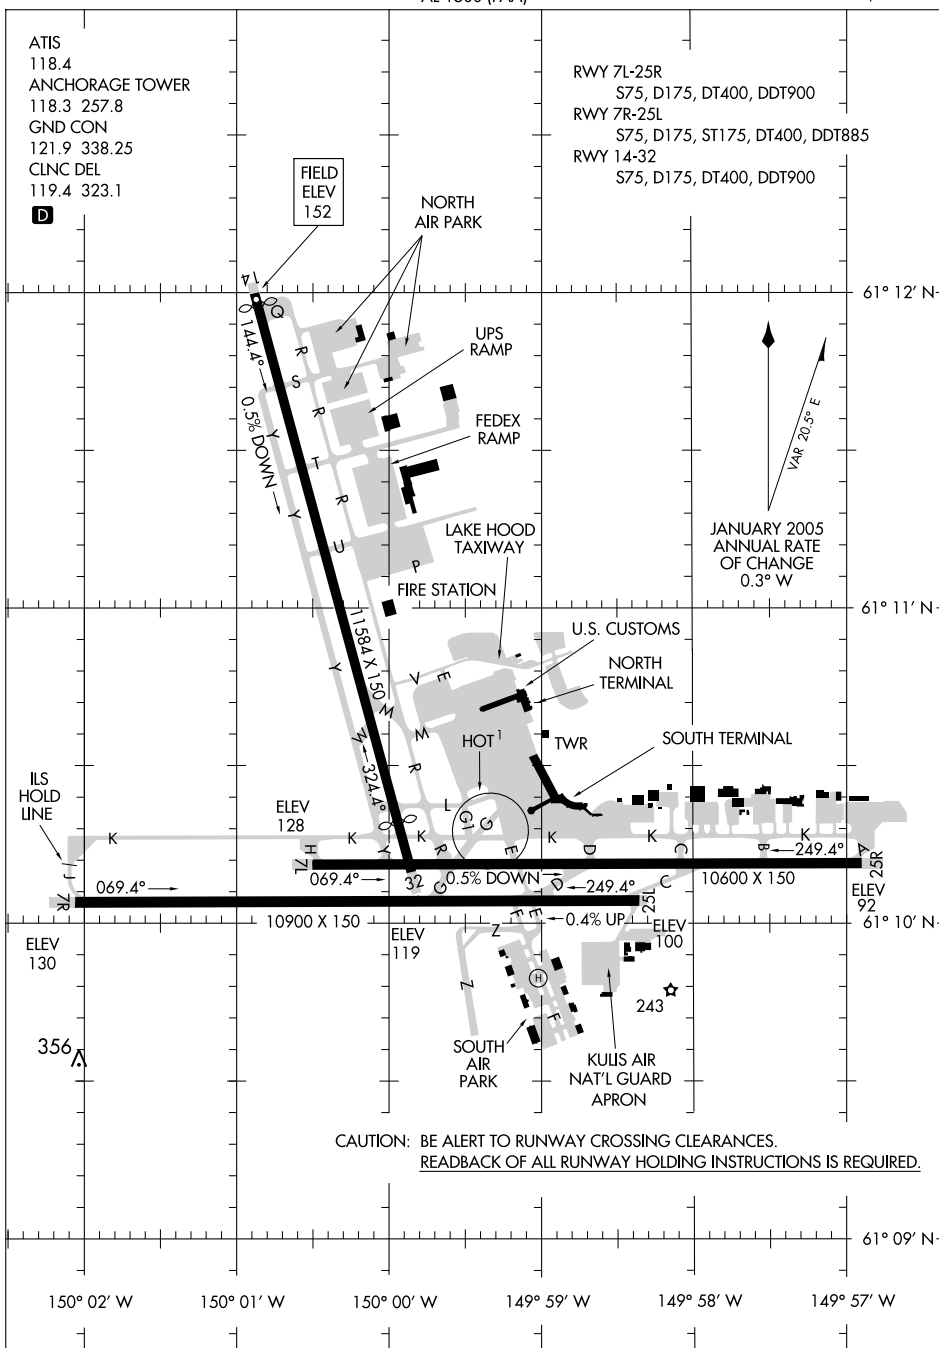 ATIS
118.4
ANCHORAGE TOWER
118.3 257.8
GND CON
121.9 338.25
CLNC DEL
119.4 323.1
D
RWY 7L-25R
S75, D175, DT400, DDT900
RWY 7R-25L
S75, D175, ST175, DT400, DDT885
RWY 14-32
S75, D175, DT400, DDT900
FIELD
ELEV
152
NORTH
AIR PARK
14
61° 12' N
Q
144.4°
R
UPS
RAMP
S
0.5% DOWN
R
Y
FEDEX
RAMP
Y
T
R
Y
U
VAR 20.5° E
JANUARY 2005
ANNUAL RATE
OF CHANGE
0.3° W
LAKE HOOD
TAXIWAY
P
FIRE STATION
61° 11' N
11584 X 150
U.S. CUSTOMS
NORTH
TERMINAL
Y
V
E
M
W
W
HOT 1
TWR
SOUTH TERMINAL
R
324.4°
ILS
HOLD
LINE
ELEV
128
L
G1
G
K
K
K
K
K
K
H
Y
R
E
D
C
B
A
249.4°
7L
25R
069.4°
069.4°
32
G
0.5% DOWN
D
249.4°
C
10600 X 150
ELEV
92
J
7R
25L
10900 X 150
F
E
0.4% UP
61° 10' N
ELEV
130
ELEV
119
Z
ELEV
100
Z
H
F
243
356
SOUTH
AIR
PARK
KULIS AIR
NAT'L GUARD
APRON
CAUTION: BE ALERT TO RUNWAY CROSSING CLEARANCES.
READBACK OF ALL RUNWAY HOLDING INSTRUCTIONS IS REQUIRED.
61° 09' N
150° 02' W
150° 01' W
150° 00' W
149° 59' W
149° 58' W
149° 57' W